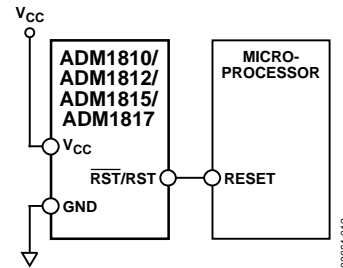 VCC
ADM1810/
ADM1812/
ADM1815/
ADM1817
VCC
RST/RST
GND
MICRO-
PROCESSOR
RESET